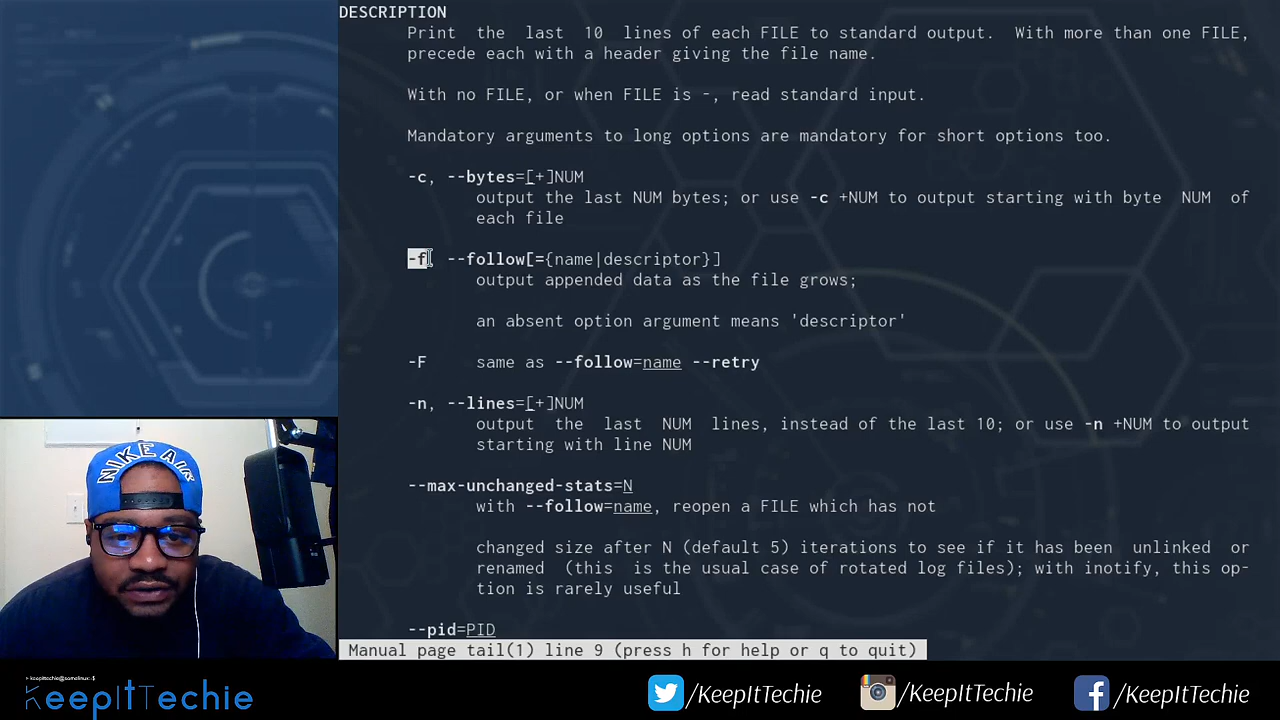 DESCRIPTION
Print the last 10 lines of each FILE to standard output. With more than one FILE,
precede each with a header giving the file name.
With no FILE, or when FILE is -, read standard input.
Mandatory arguments to long options are mandatory for short options too.
-c, --bytes=[+]NUM
output the last NUM bytes; or use -c +NUM to output starting with byte NUM of
each file
-f, --follow[={name|descriptor}]
output appended data as the file grows;
an absent option argument means 'descriptor'
-F same as --follow=name --retry
-n, --lines=[+]NUM
output the last NUM lines, instead of the last 10; or use -n +NUM to output
starting with line NUM
--max-unchanged-stats=N
with --follow=name, reopen a FILE which has not
changed size after N (default 5) iterations to see if it has been unlinked or
renamed (this is the usual case of rotated log files); with inotify, this op-
tion is rarely useful
--pid=PID
Manual page tail(1) line 9 (press h for help or q to quit)
NIKE AIR
keepittechie@somelinux:~$
KeepItTechie
/KeepItTechie
/KeepItTechie
/KeepItTechie